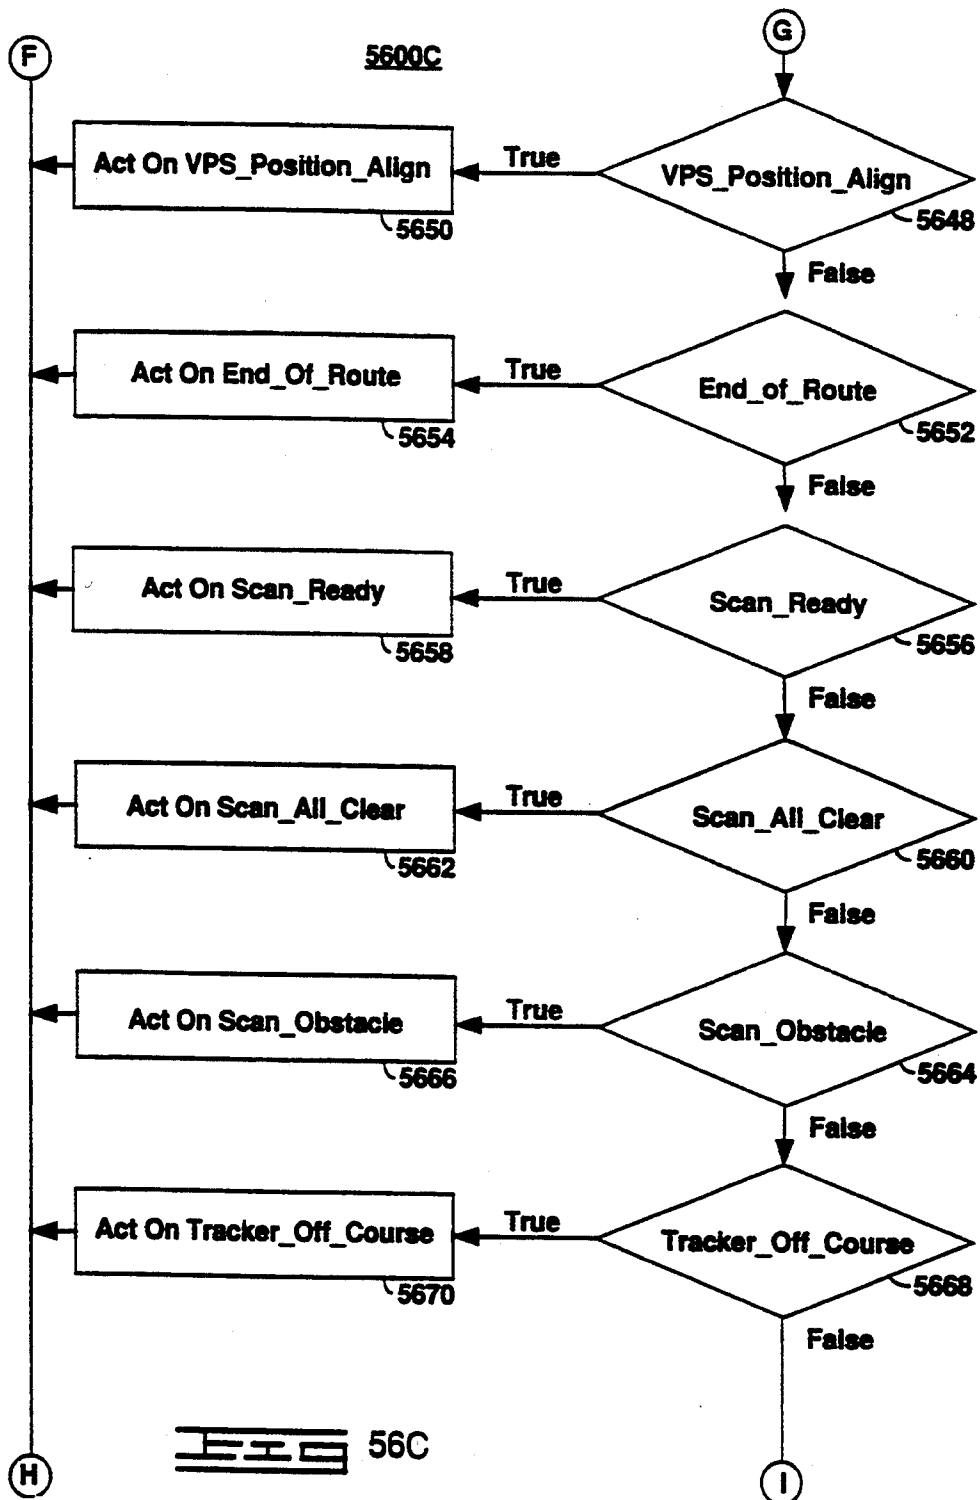 F
5600C
G
Act On VPS_Position_Align
True
VPS_Position_Align
5650
5648
False
Act On End_Of_Route
True
End_of_Route
5654
5652
False
Act On Scan_Ready
True
Scan_Ready
5658
5656
False
Act On Scan_All_Clear
True
Scan_All_Clear
5662
5660
False
Act On Scan_Obstacle
True
Scan_Obstacle
5666
5664
False
Act On Tracker_Off_Course
True
Tracker_Off_Course
5670
5668
False
FIG 56C
H
I